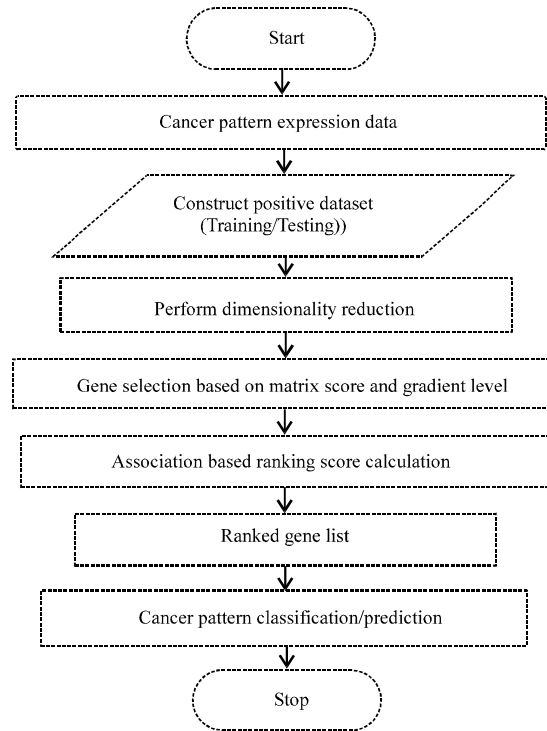 Start
Cancer pattern expression data
Construct positive dataset
(Training/Testing))
Perform dimensionality reduction
Gene selection based on matrix score and gradient level
Association based ranking score calculation
Ranked gene list
Cancer pattern classification/prediction
Stop